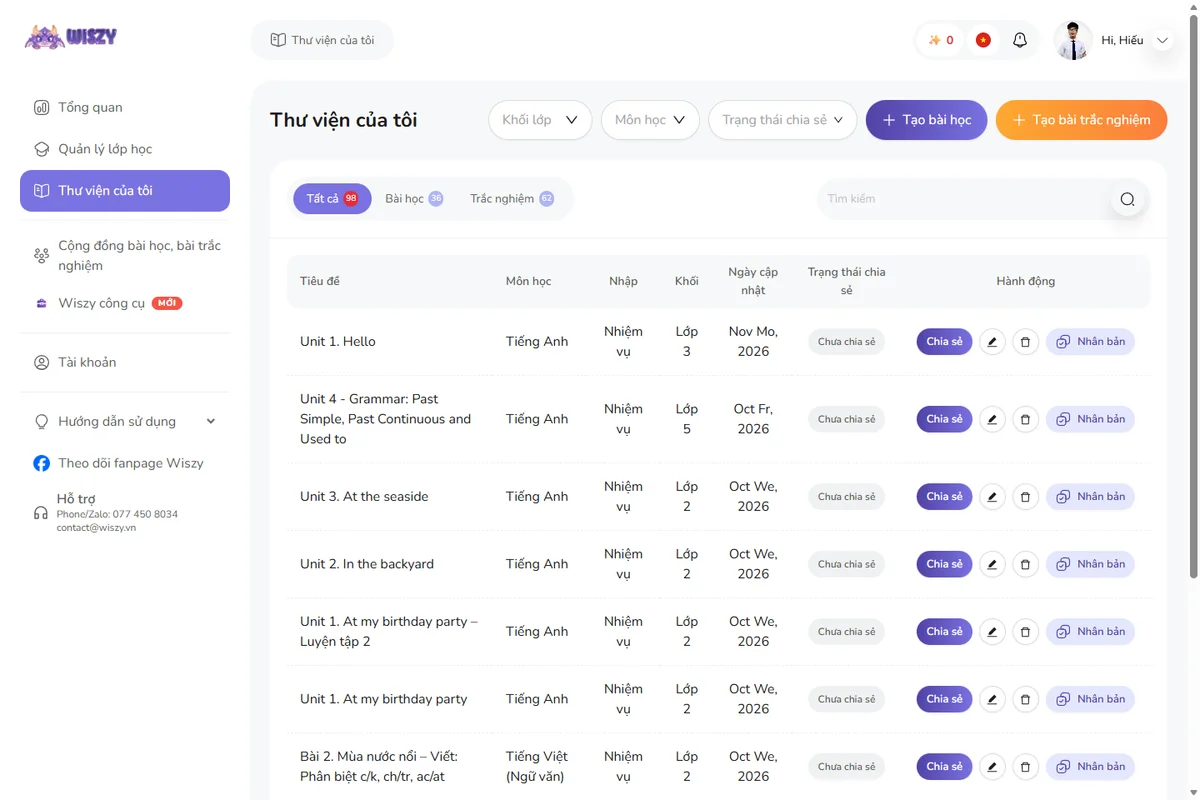 WISZY
Thư viện của tôi
0
Hi, Hiếu
Tổng quan
Quản lý lớp học
Thư viện của tôi
Cộng đồng bài học, bài trắc
nghiệm
Wiszy công cụ MỚI
Tài khoản
Hướng dẫn sử dụng
Theo dõi fanpage Wiszy
Hỗ trợ
Phone/Zalo: 077 450 8034
contact@wiszy.vn
Thư viện của tôi
Khối lớp
Môn học
Trạng thái chia sẻ
Tạo bài học
Tạo bài trắc nghiệm
Tất cả 98
Bài học 36
Trắc nghiệm 62
Tìm kiếm
Tiêu đề
Môn học
Nhập
Khối
Ngày cập
nhật
Trạng thái chia
sẻ
Hành động
Unit 1. Hello
Tiếng Anh
Nhiệm
vụ
Lớp
3
Nov Mo,
2026
Chưa chia sẻ
Chia sẻ
Nhân bản
Unit 4 - Grammar: Past
Simple, Past Continuous and
Used to
Tiếng Anh
Nhiệm
vụ
Lớp
5
Oct Fr,
2026
Chưa chia sẻ
Chia sẻ
Nhân bản
Unit 3. At the seaside
Tiếng Anh
Nhiệm
vụ
Lớp
2
Oct We,
2026
Chưa chia sẻ
Chia sẻ
Nhân bản
Unit 2. In the backyard
Tiếng Anh
Nhiệm
vụ
Lớp
2
Oct We,
2026
Chưa chia sẻ
Chia sẻ
Nhân bản
Unit 1. At my birthday party –
Luyện tập 2
Tiếng Anh
Nhiệm
vụ
Lớp
2
Oct We,
2026
Chưa chia sẻ
Chia sẻ
Nhân bản
Unit 1. At my birthday party
Tiếng Anh
Nhiệm
vụ
Lớp
2
Oct We,
2026
Chưa chia sẻ
Chia sẻ
Nhân bản
Bài 2. Mùa nước nổi – Viết:
Phân biệt c/k, ch/tr, ac/at
Tiếng Việt
(Ngữ văn)
Nhiệm
vụ
Lớp
2
Oct We,
2026
Chưa chia sẻ
Chia sẻ
Nhân bản